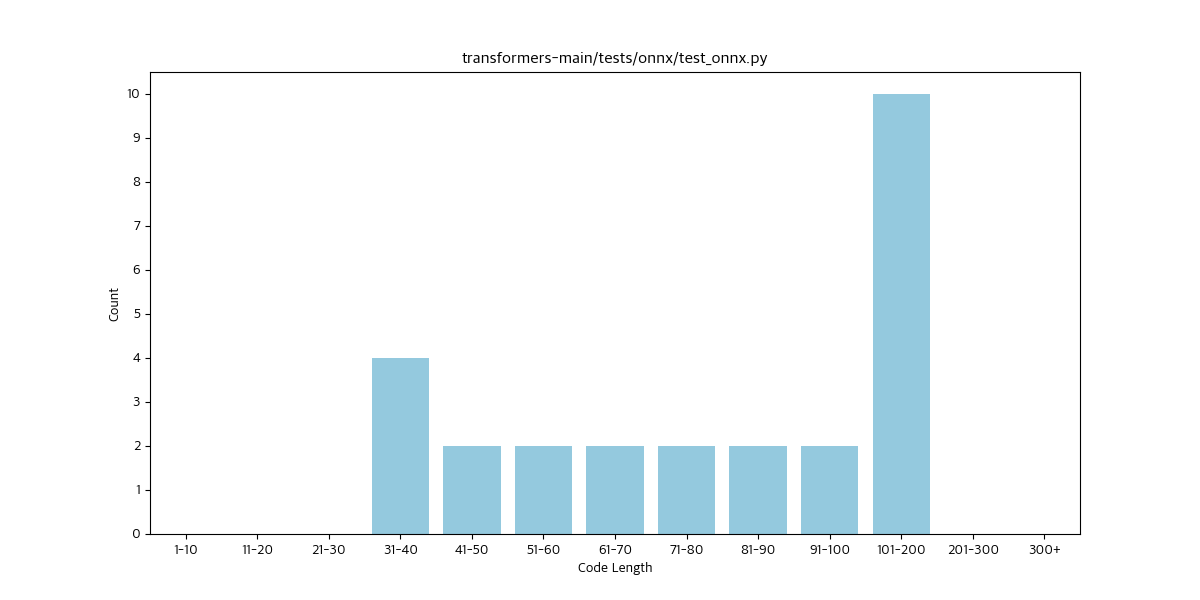 transformers-main/tests/onnx/test_onnx.py
10
9
8
7
6
5
4
3
2
1
0
Count
1-10 11-20 21-30 31-40 41-50 51-60 61-70 71-80 81-90 91-100 101-200 201-300 300+
Code Length